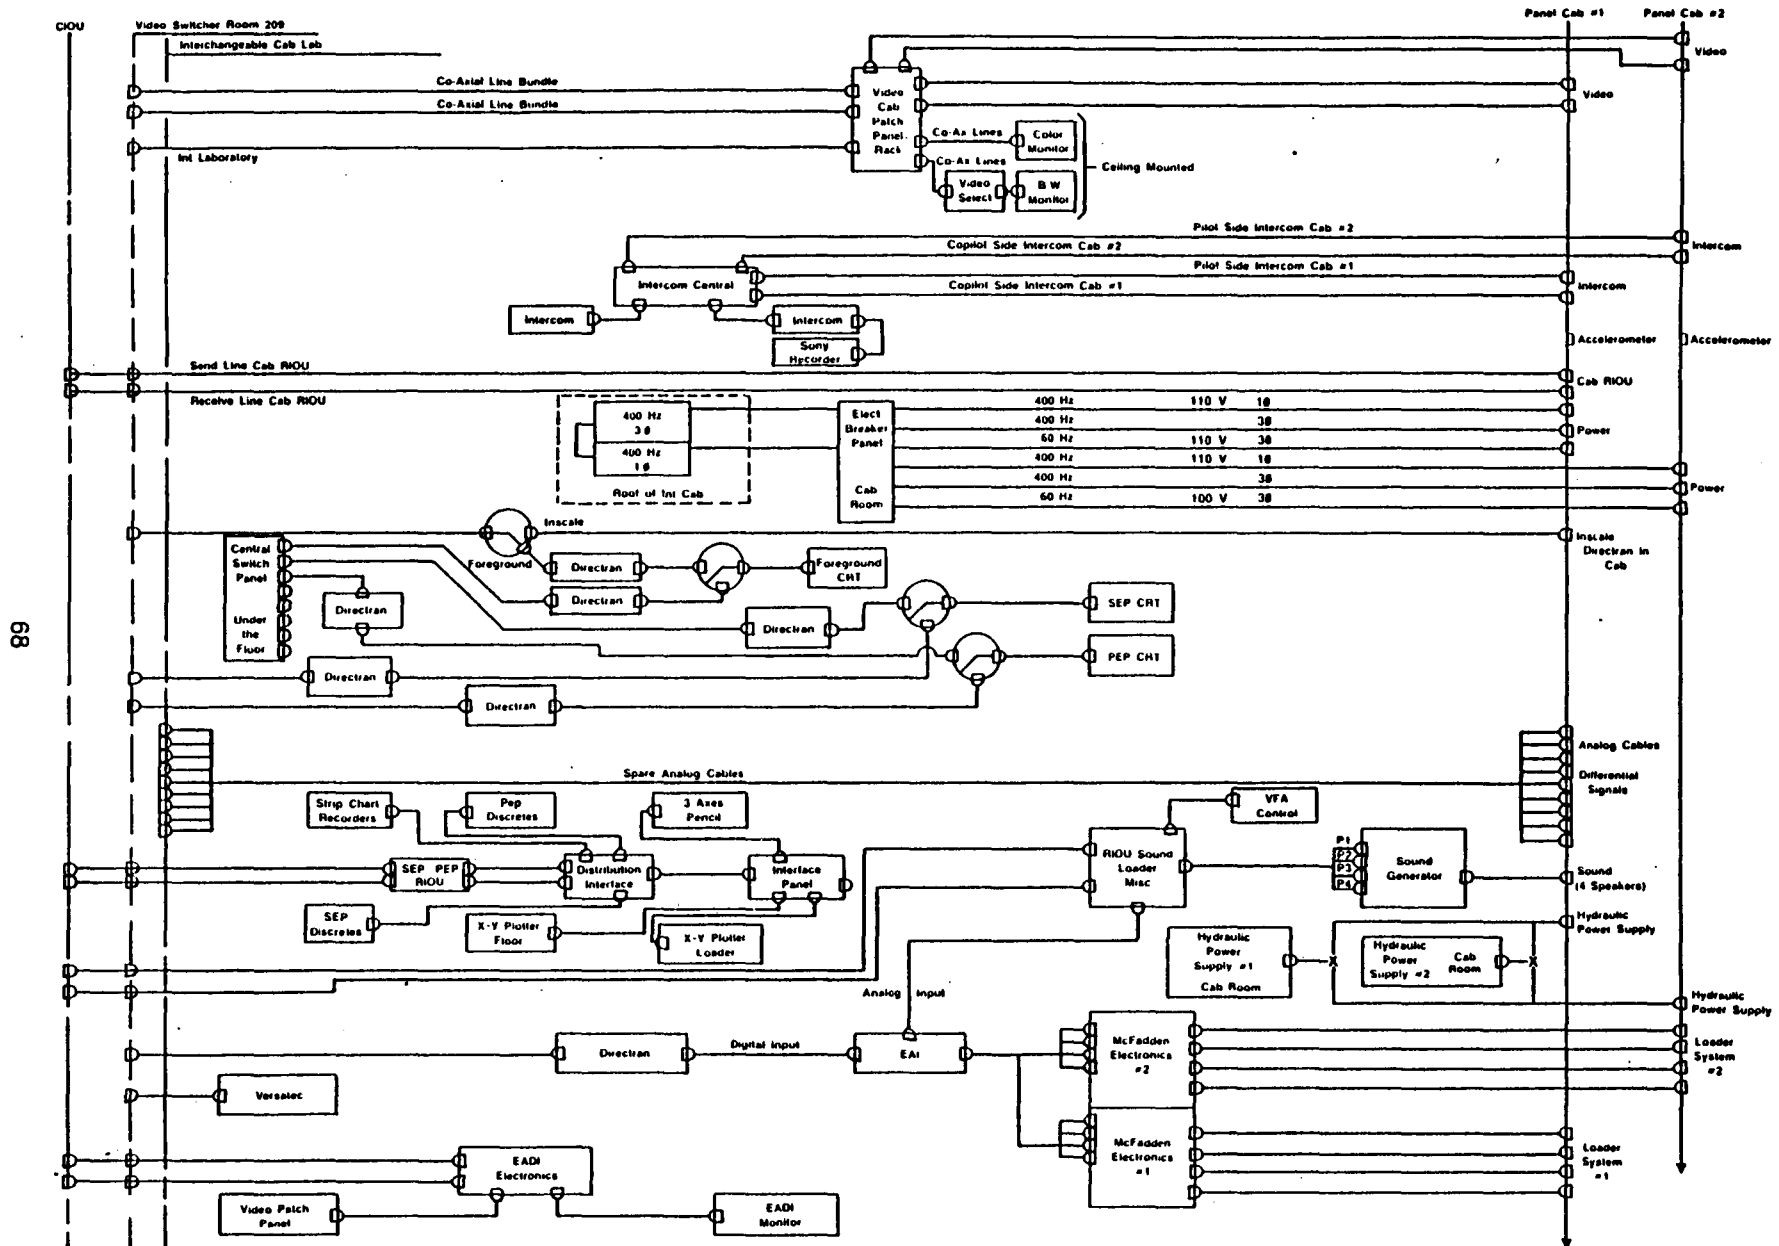 CIOU
Video Switcher Room 209
Interchangeable Cab Lab
Panel Cab #1
Panel Cab #2
Video
Co-Axial Line Bundle
Co-Axial Line Bundle
Int Laboratory
Video
Cab
Patch
Panel
Rack
Video
Co-Ax Lines
Color
Monitor
Co-Ax Lines
Video
Select
B W
Monitor
Ceiling Mounted
Pilot Side Intercom Cab #2
Copilot Side Intercom Cab #2
Intercom
Pilot Side Intercom Cab #1
Copilot Side Intercom Cab #1
Intercom
Intercom Central
Intercom
Intercom
Sony
Recorder
Accelerometer
Accelerometer
Send Line Cab RIOU
Receive Line Cab RIOU
Cab RIOU
400 Hz
3 Ø
400 Hz
1 Ø
Roof of Int Cab
Elect
Breaker
Panel
Cab
Room
400 Hz 110 V 1Ø
400 Hz 3Ø
60 Hz 110 V 3Ø
400 Hz 110 V 1Ø
400 Hz 3Ø
60 Hz 100 V 3Ø
Power
Power
Inscale
Foreground
Inscale
Directran In
Cab
Central
Switch
Panel
Under
the
Floor
Directran
Directran
Foreground
CRT
Directran
Directran
SEP CRT
PEP CRT
Directran
Directran
68
Spare Analog Cables
Analog Cables
Differential
Signals
Strip Chart
Recorders
Pep
Discretes
3 Axes
Pencil
VFA
Control
SEP PEP
RIOU
Distribution
Interface
Interface
Panel
RIOU Sound
Loader
Misc
P1
P2
P3
P4
Sound
Generator
Sound
(4 Speakers)
SEP
Discretes
X-Y Plotter
Floor
X-Y Plotter
Loader
Hydraulic
Power Supply
Hydraulic
Power
Supply #1
Cab Room
Hydraulic
Power
Supply #2
Cab
Room
Hydraulic
Power Supply
Analog Input
Directran
Digital Input
EAI
McFadden
Electronics
#2
Loader
System
#2
Versatec
McFadden
Electronics
#1
Loader
System
#1
EADI
Electronics
Video Patch
Panel
EADI
Monitor